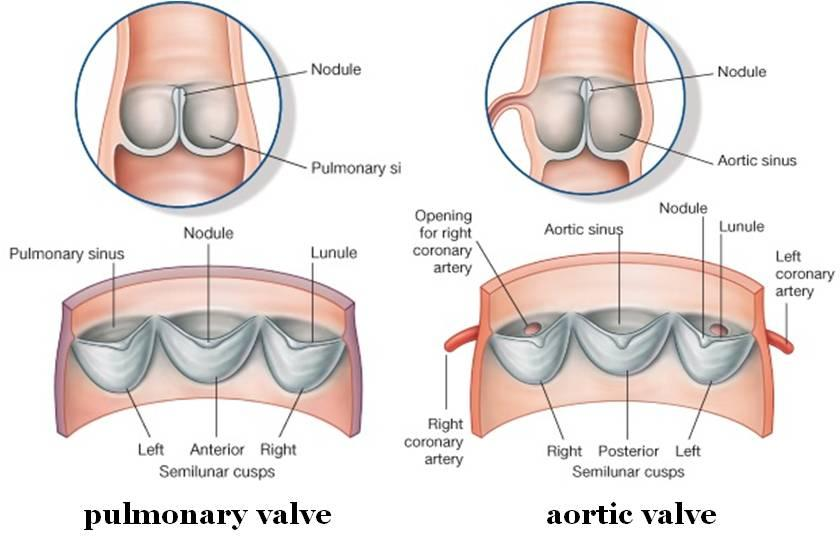 Nodule
Pulmonary si
Nodule
Aortic sinus
Pulmonary sinus
Nodule
Lunule
Left
Anterior
Right
Semilunar cusps
pulmonary valve
Opening
for right
coronary
artery
Aortic sinus
Nodule
Lunule
Left
coronary
artery
Right
coronary
artery
Right
Posterior
Left
Semilunar cusps
aortic valve